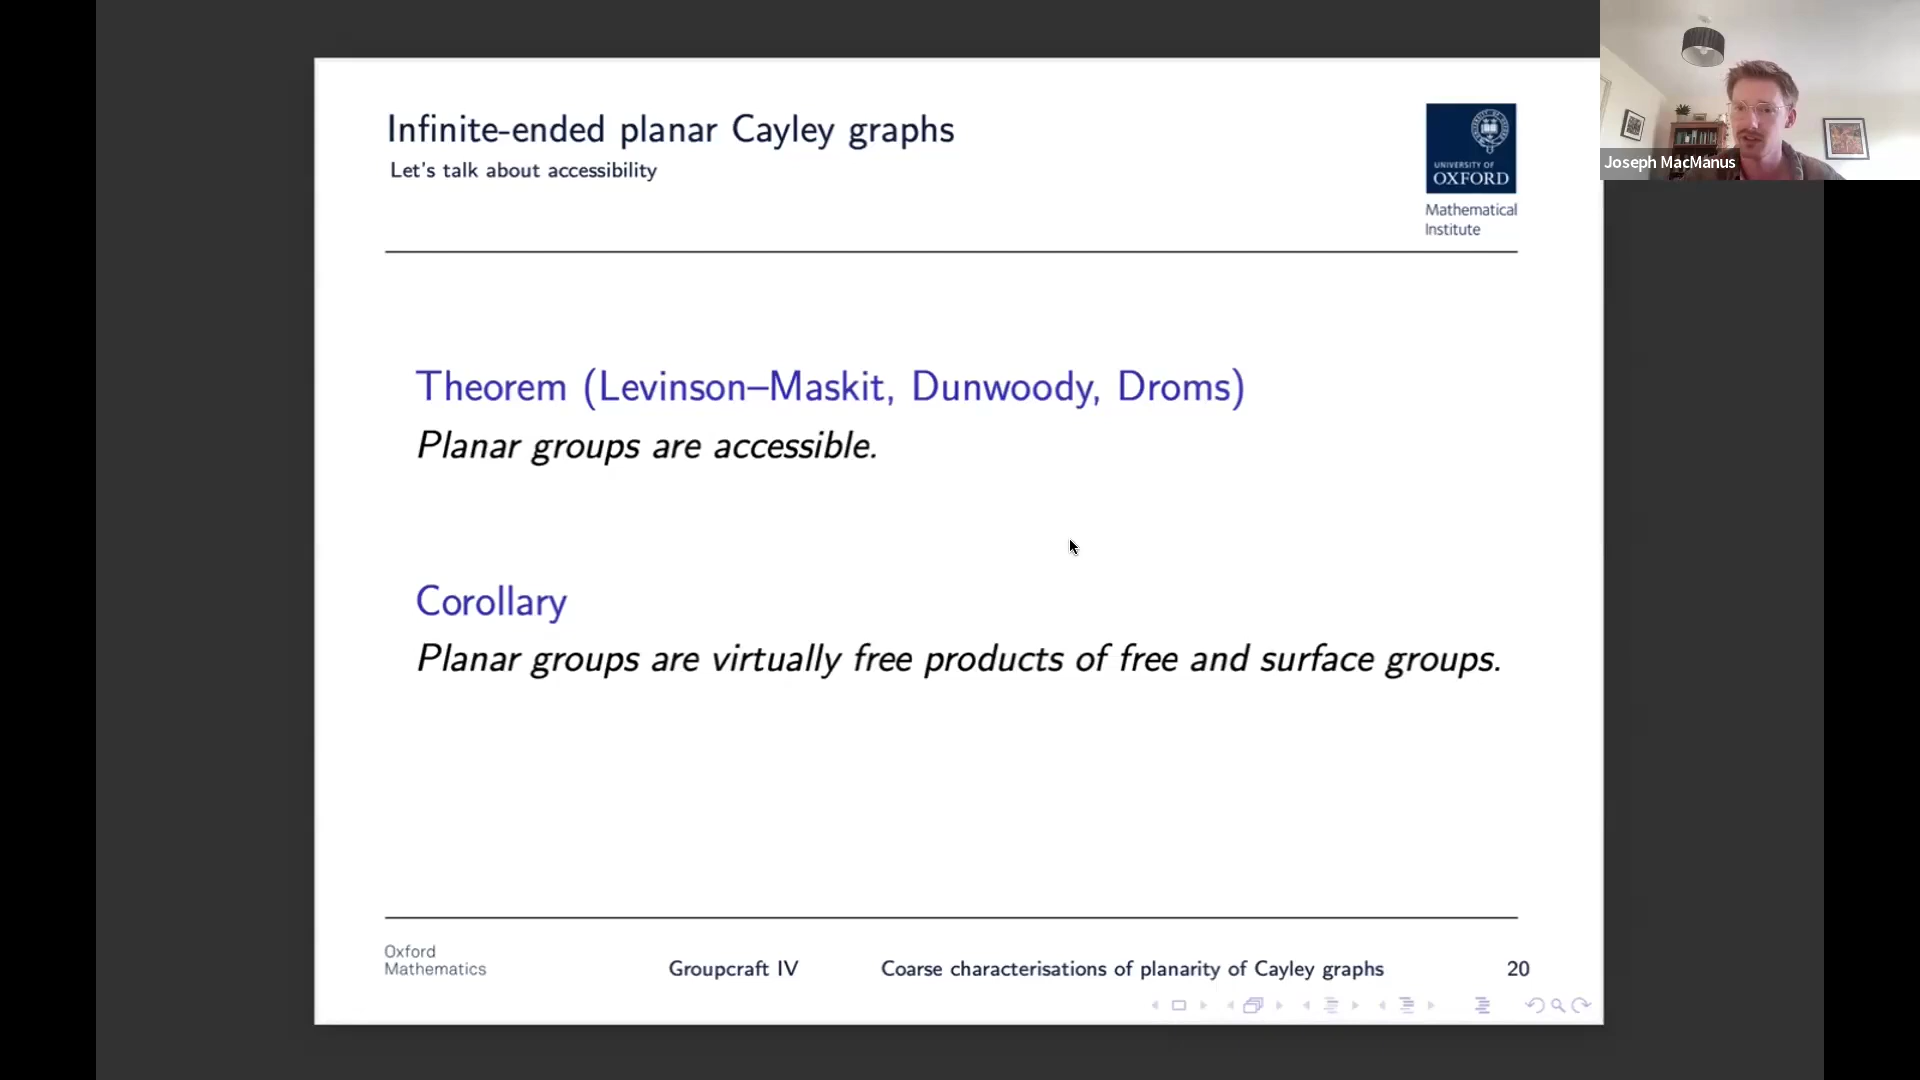 Infinite-ended planar Cayley graphs
Let's talk about accessibility
UNIVERSITY OF
OXFORD
Mathematical
Institute
Joseph MacManus
Theorem (Levinson–Maskit, Dunwoody, Droms)
Planar groups are accessible.
Corollary
Planar groups are virtually free products of free and surface groups.
Oxford
Mathematics
Groupcraft IV
Coarse characterisations of planarity of Cayley graphs
20